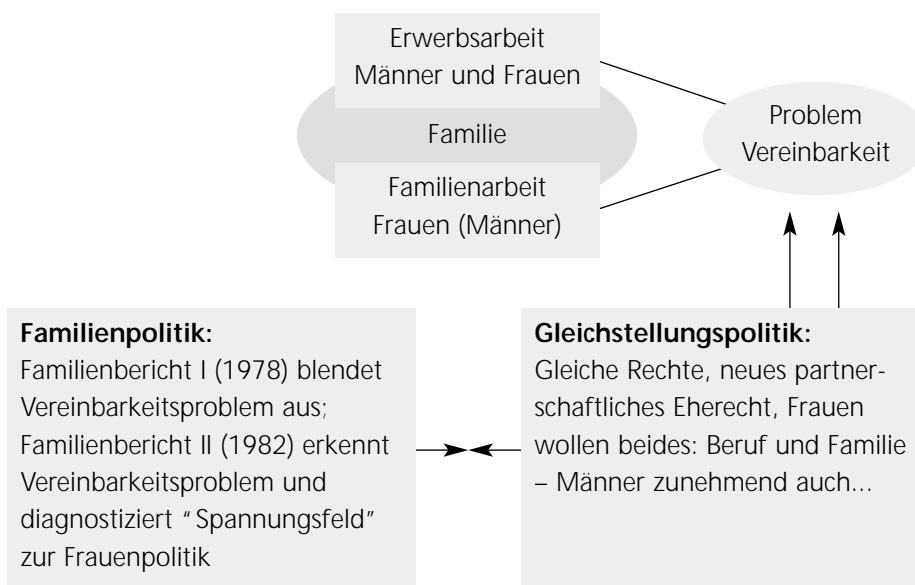 Erwerbsarbeit
Männer und Frauen
Familie
Familienarbeit
Frauen (Männer)
Problem
Vereinbarkeit
Familienpolitik:
Familienbericht I (1978) blendet
Vereinbarkeitsproblem aus;
Familienbericht II (1982) erkennt
Vereinbarkeitsproblem und
diagnostiziert “Spannungsfeld”
zur Frauenpolitik
Gleichstellungspolitik:
Gleiche Rechte, neues partner-
schaftliches Eherecht, Frauen
wollen beides: Beruf und Familie
– Männer zunehmend auch...